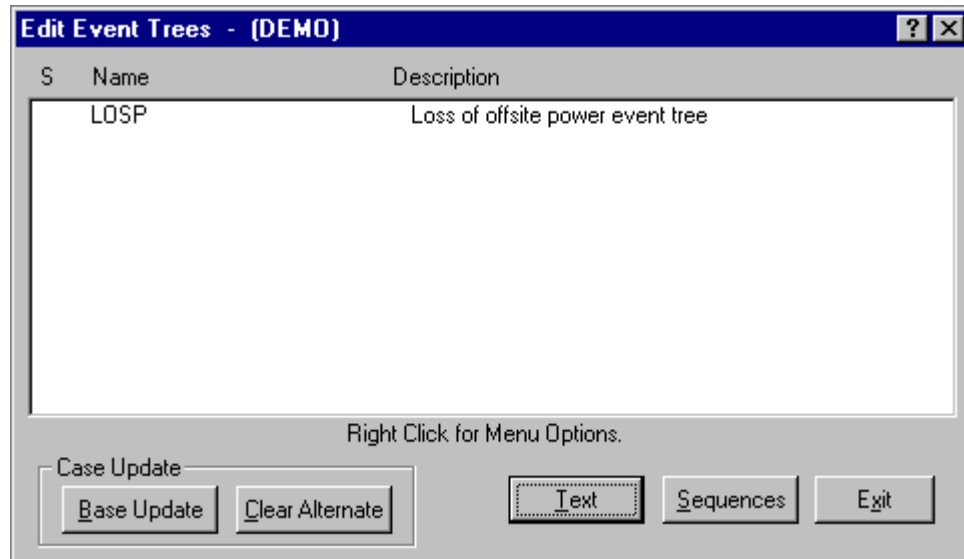 Edit Event Trees - (DEMO)
S Name Description
LOSP Loss of offsite power event tree
Right Click for Menu Options.
Case Update
Base Update Clear Alternate Text Sequences Exit